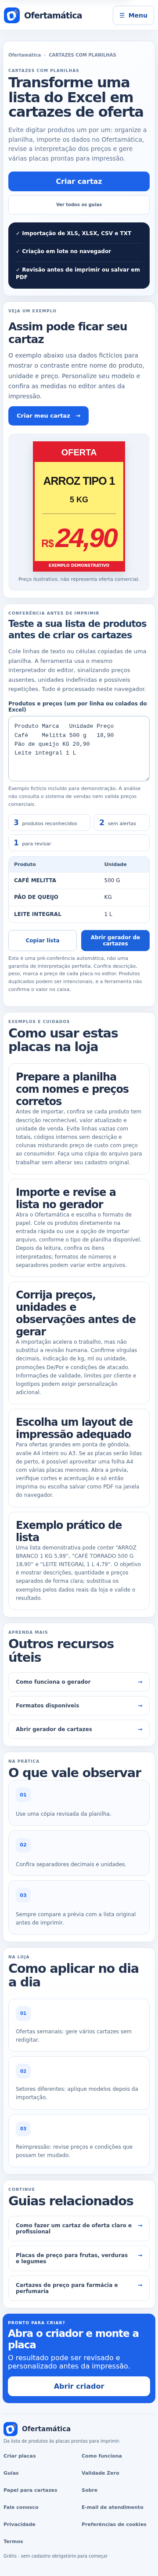 Ofertamática
☰ Menu
Ofertamática › CARTAZES COM PLANILHAS
CARTAZES COM PLANILHAS
Transforme uma
lista do Excel em
cartazes de oferta
Evite digitar produtos um por um: organize a
planilha, importe os dados no Ofertamática,
revise a interpretação dos preços e gere
várias placas prontas para impressão.
Criar cartaz
Ver todos os guias
✓ Importação de XLS, XLSX, CSV e TXT
✓ Criação em lote no navegador
✓ Revisão antes de imprimir ou salvar em
PDF
VEJA UM EXEMPLO
Assim pode ficar seu
cartaz
O exemplo abaixo usa dados fictícios para
mostrar o contraste entre nome do produto,
unidade e preço. Personalize seu modelo e
confira as medidas no editor antes da
impressão.
Criar meu cartaz →
OFERTA
ARROZ TIPO 1
5 KG
R$ 24,90
EXEMPLO DEMONSTRATIVO
Preço ilustrativo, não representa oferta comercial.
CONFERÊNCIA ANTES DE IMPRIMIR
Teste a sua lista de produtos
antes de criar os cartazes
Cole linhas de texto ou células copiadas de uma
planilha. A ferramenta usa o mesmo
interpretador do editor, sinalizando preços
ausentes, unidades indefinidas e possíveis
repetições. Tudo é processado neste navegador.
Produtos e preços (um por linha ou colados do
Excel)
Produto Marca Unidade Preço
Café Melitta 500 g 18,90
Pão de queijo KG 20,90
Leite integral 1 L
Exemplo fictício incluído para demonstração. A análise
não consulta o sistema de vendas nem valida preços
comerciais.
3 produtos reconhecidos
2 sem alertas
1 para revisar
Produto Unidade
CAFÉ MELITTA 500 G
PÃO DE QUEIJO KG
LEITE INTEGRAL 1 L
Copiar lista
Abrir gerador de
cartazes
Esta é uma pré-conferência automática, não uma
garantia de interpretação perfeita. Confira descrição,
peso, marca e preço de cada placa no editor. Produtos
duplicados podem ser intencionais, e a ferramenta não
confirma o valor no caixa.
EXEMPLOS E CUIDADOS
Como usar estas
placas na loja
Prepare a planilha
com nomes e preços
corretos
Antes de importar, confira se cada produto tem
descrição reconhecível, valor atualizado e
unidade de venda. Evite linhas vazias com
totais, códigos internos sem descrição e
colunas misturando preço de custo com preço
ao consumidor. Faça uma cópia do arquivo para
trabalhar sem alterar seu cadastro original.
Importe e revise a
lista no gerador
Abra o Ofertamática e escolha o formato de
papel. Cole os produtos diretamente na
entrada rápida ou use a opção de importar
arquivo, conforme o tipo de planilha disponível.
Depois da leitura, confira os itens
interpretados; formatos de números e
separadores podem variar entre arquivos.
Corrija preços,
unidades e
observações antes de
gerar
A importação acelera o trabalho, mas não
substitui a revisão humana. Confirme vírgulas
decimais, indicação de kg, ml ou unidade,
promoções De/Por e condições de atacado.
Informações de validade, limites por cliente e
logotipos podem exigir personalização
adicional.
Escolha um layout de
impressão adequado
Para ofertas grandes em ponta de gôndola,
avalie A4 inteiro ou A3. Se as placas serão lidas
de perto, é possível aproveitar uma folha A4
com várias placas menores. Abra a prévia,
verifique cortes e acentuação e só então
imprima ou escolha salvar como PDF na janela
do navegador.
Exemplo prático de
lista
Uma lista demonstrativa pode conter “ARROZ
BRANCO 1 KG 5,99”, “CAFÉ TORRADO 500 G
18,90” e “LEITE INTEGRAL 1 L 4,79”. O objetivo
é mostrar descrições, quantidade e preços
separados de forma clara; substitua os
exemplos pelos dados reais da loja e valide o
resultado.
APRENDA MAIS
Outros recursos
úteis
Como funciona o gerador →
Formatos disponíveis →
Abrir gerador de cartazes →
NA PRÁTICA
O que vale observar
01
Use uma cópia revisada da planilha.
02
Confira separadores decimais e unidades.
03
Sempre compare a prévia com a lista original
antes de imprimir.
NA LOJA
Como aplicar no dia
a dia
01
Ofertas semanais: gere vários cartazes sem
redigitar.
02
Setores diferentes: aplique modelos depois da
importação.
03
Reimpressão: revise preços e condições que
possam ter mudado.
CONTINUE
Guias relacionados
Como fazer um cartaz de oferta claro e
profissional →
Placas de preço para frutas, verduras
e legumes →
Cartazes de preço para farmácia e
perfumaria →
PRONTO PARA CRIAR?
Abra o criador e monte a
placa
O resultado pode ser revisado e
personalizado antes da impressão.
Abrir criador
Ofertamática
Da lista de produtos às placas prontas para imprimir.
Criar placas
Como funciona
Guias
Validade Zero
Papel para cartazes
Sobre
Fale conosco
E-mail de atendimento
Privacidade
Preferências de cookies
Termos
Grátis · sem cadastro obrigatório para começar